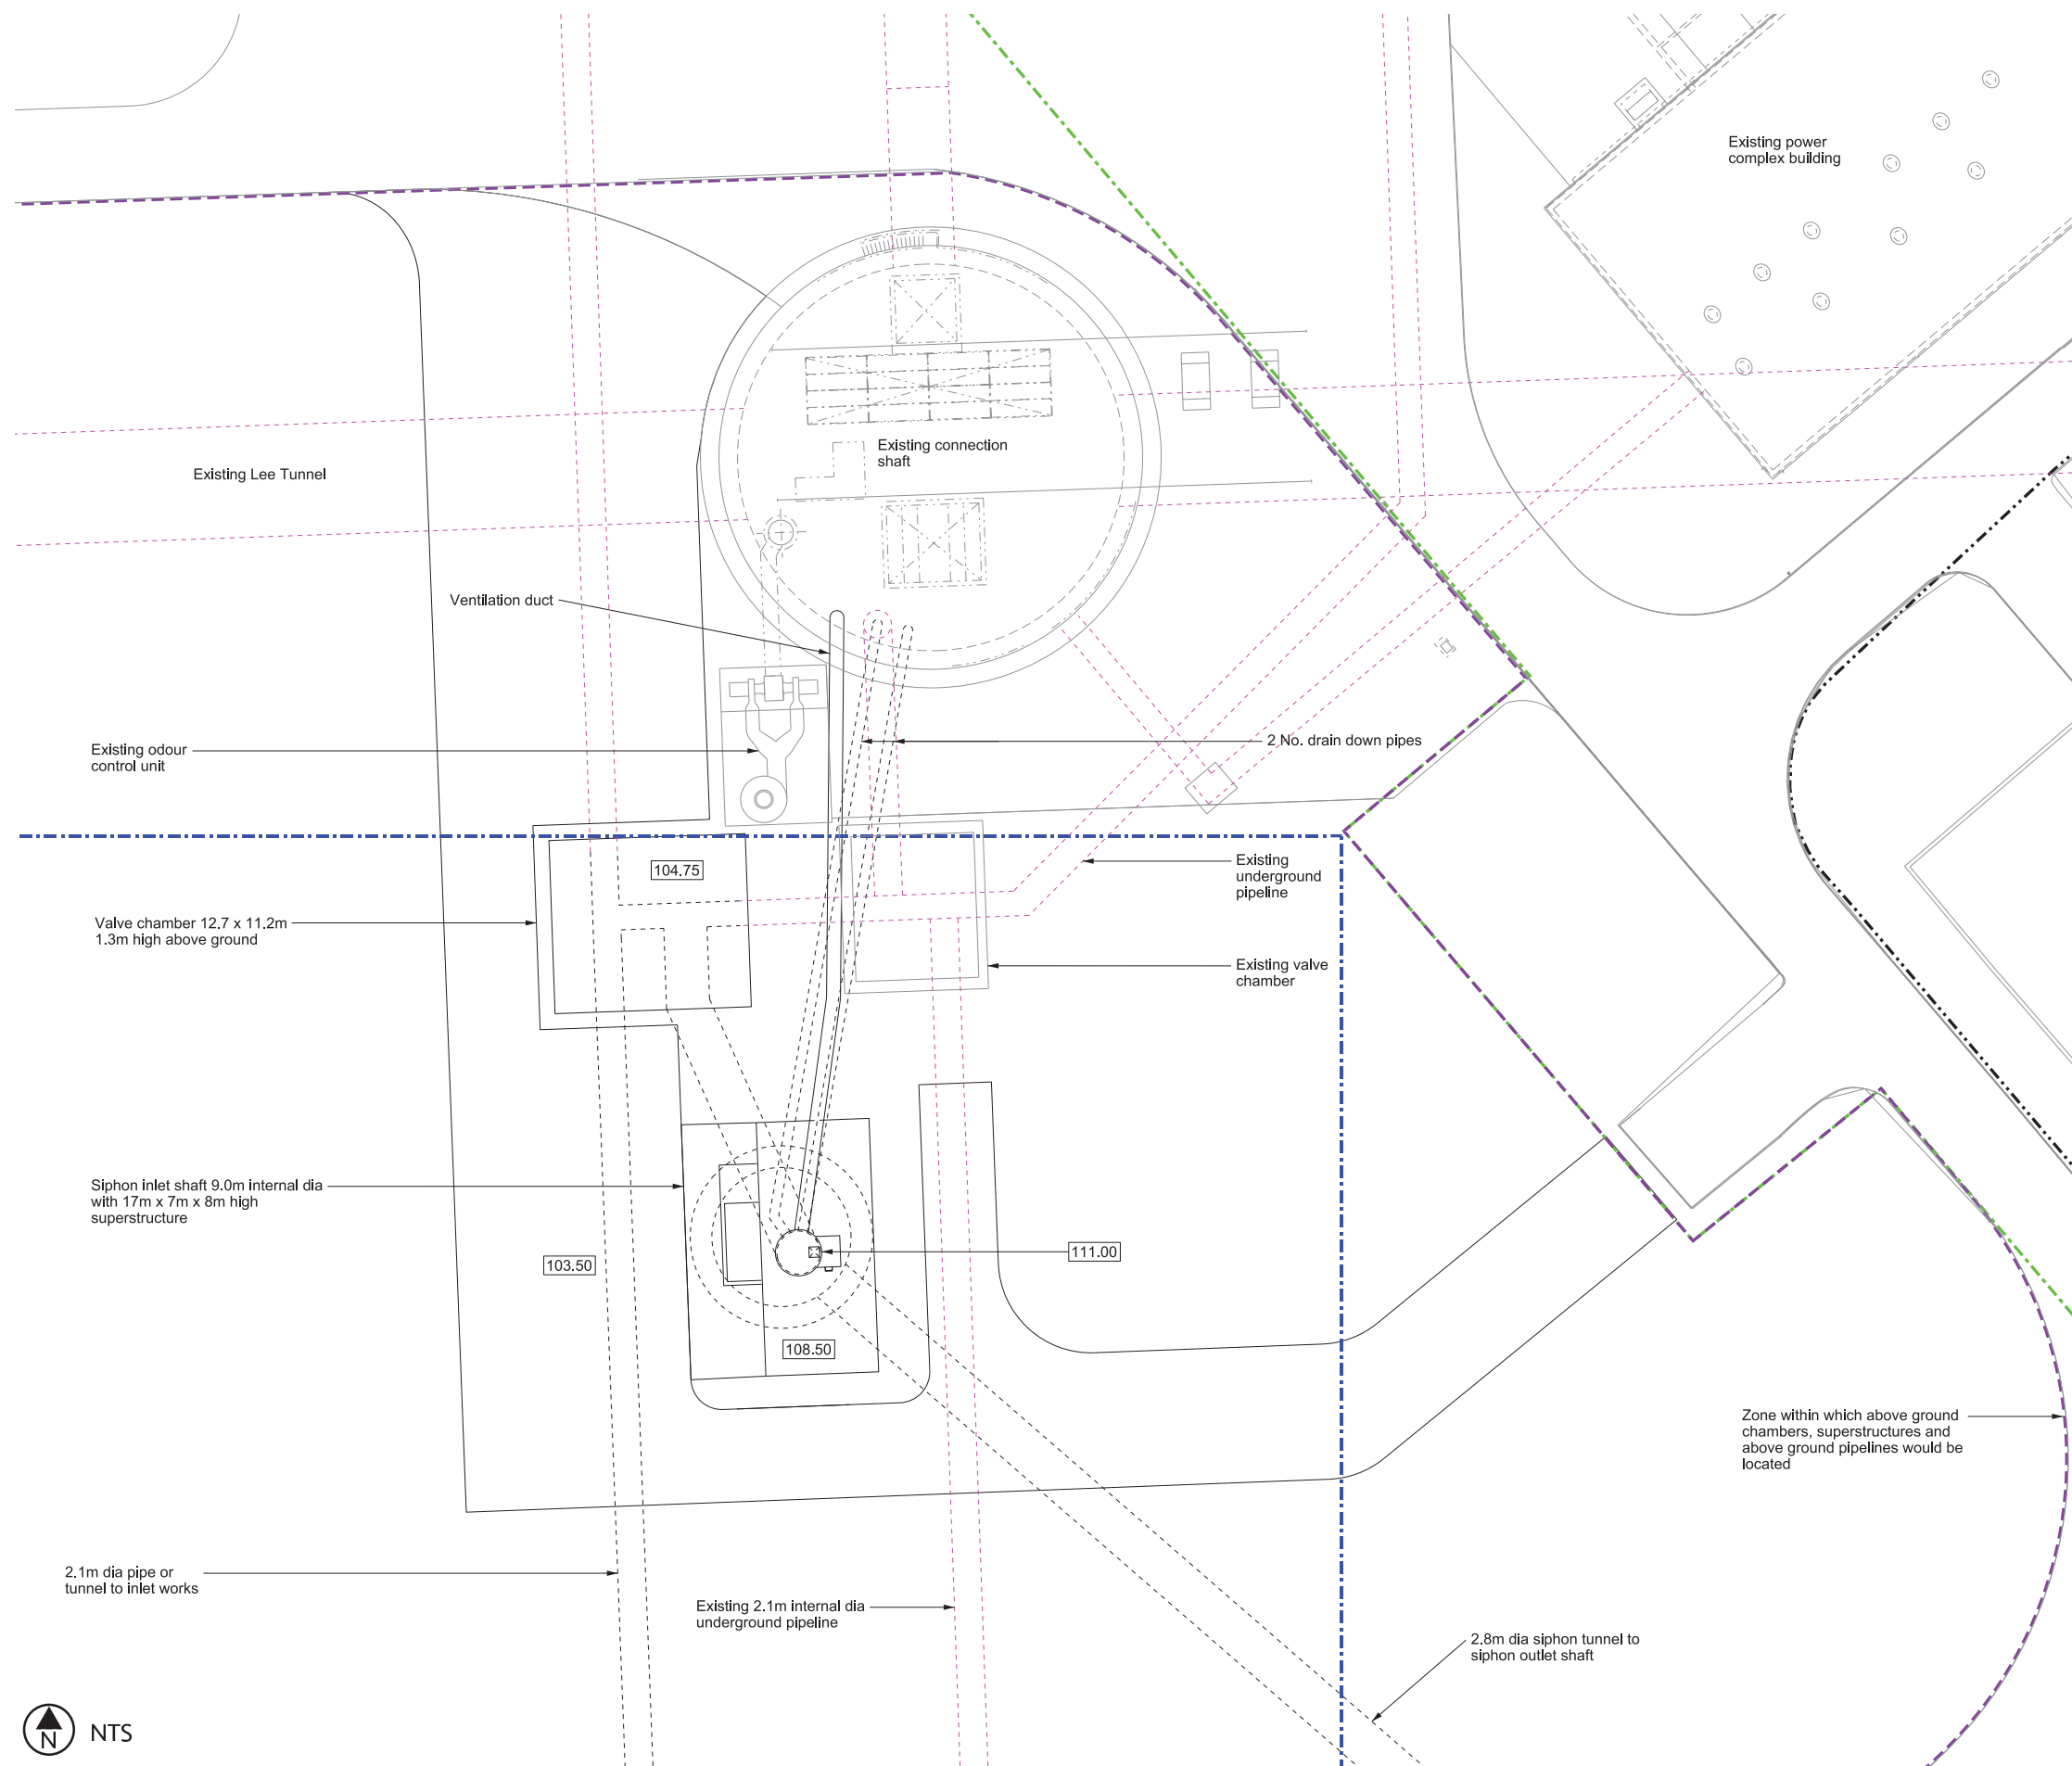 Existing power
complex building
Existing connection
shaft
Existing Lee Tunnel
Ventilation duct
Existing odour
control unit
2 No. drain down pipes
104.75
Existing
underground
pipeline
Valve chamber 12.7 x 11.2m
1.3m high above ground
Existing valve
chamber
Siphon inlet shaft 9.0m internal dia
with 17m x 7m x 8m high
superstructure
103.50
111.00
108.50
Zone within which above ground
chambers, superstructures and
above ground pipelines would be
located
2.1m dia pipe or
tunnel to inlet works
Existing 2.1m internal dia
underground pipeline
2.8m dia siphon tunnel to
siphon outlet shaft
N
NTS